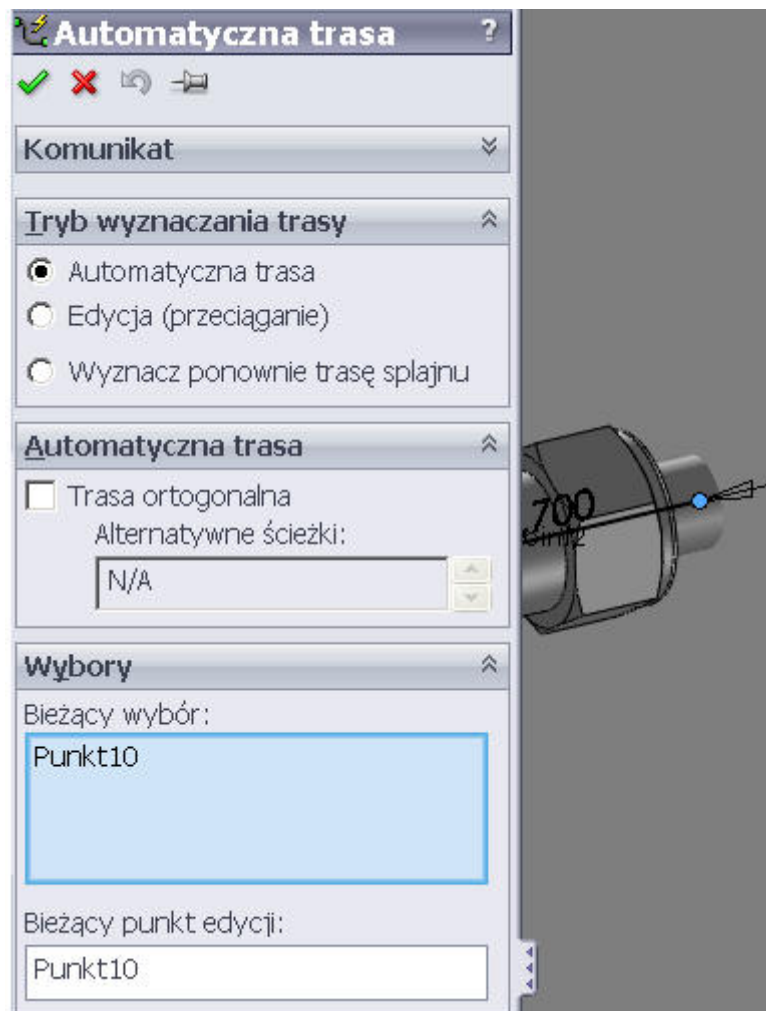 Automatyczna trasa ?
Komunikat
Tryb wyznaczania trasy
Automatyczna trasa
Edycja (przeciąganie)
Wyznacz ponownie trasę splajnu
Automatyczna trasa
Trasa ortogonalna
Alternatywne ścieżki:
N/A
700
Wybory
Bieżący wybór:
Punkt10
Bieżący punkt edycji:
Punkt10